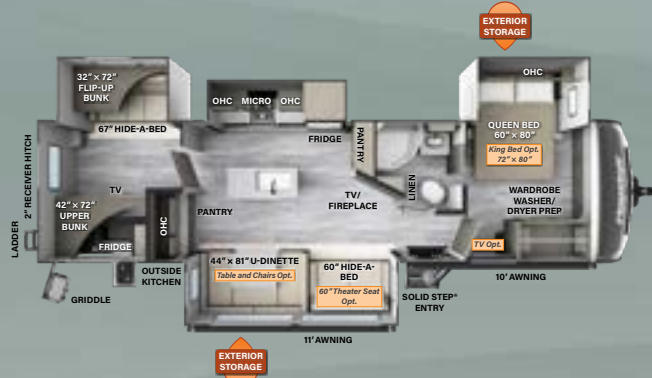 EXTERIOR
STORAGE
32" × 72"
FLIP-UP
BUNK
OHC
MICRO
OHC
OHC
67" HIDE-A-BED
FRIDGE
PANTRY
QUEEN BED
60" × 80"
King Bed Opt.
72" × 80"
2" RECEIVER HITCH
LADDER
TV
42" × 72"
UPPER
BUNK
OHC
FRIDGE
PANTRY
TV/
FIREPLACE
LINEN
WARDROBE
WASHER/
DRYER PREP
TV Opt.
GRIDDLE
OUTSIDE
KITCHEN
44" × 81" U-DINETTE
Table and Chairs Opt.
60" HIDE-A-
BED
60" Theater Seat
Opt.
SOLID STEP®
ENTRY
10' AWNING
11' AWNING
EXTERIOR
STORAGE